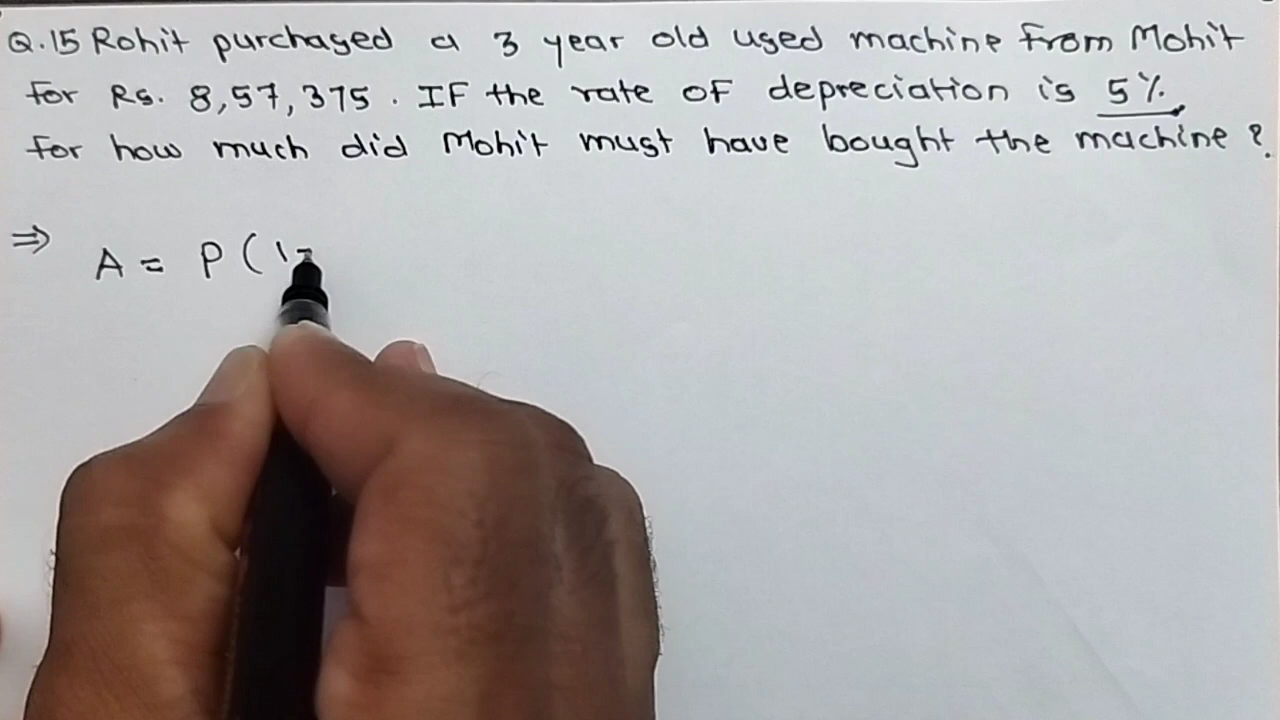 Q.15 Rohit purchased a 3 year old used machine from Mohit
for Rs. 8,57,375. IF the rate OF depreciation is 5%.
for how much did Mohit must have bought the machine?
⇒ A = P (1-